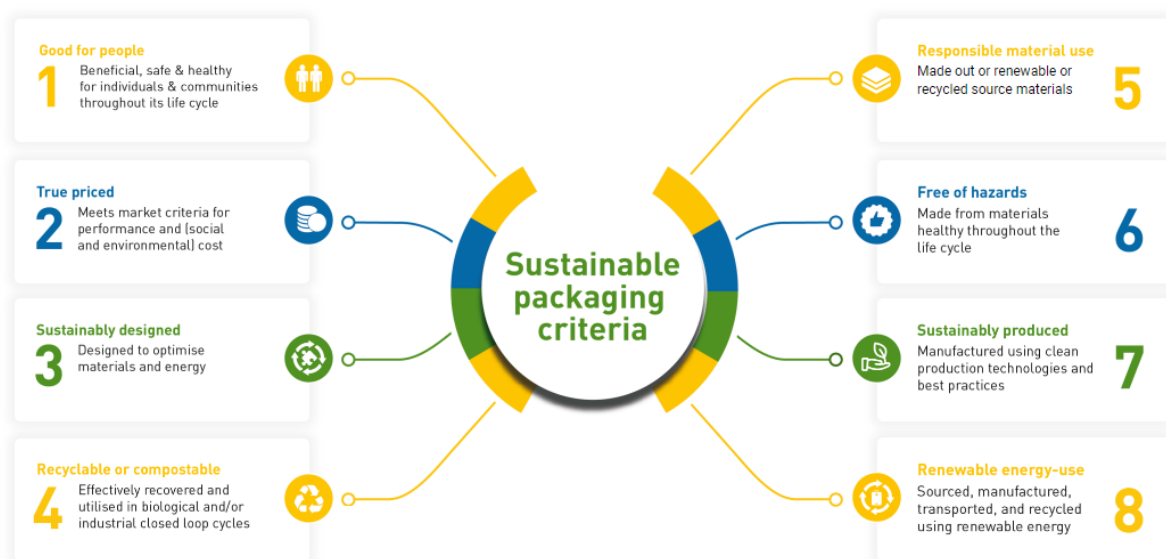 Good for people
1
Beneficial, safe & healthy
for individuals & communities
throughout its life cycle
True priced
2
Meets market criteria for
performance and (social
and environmental) cost
Sustainably designed
3
Designed to optimise
materials and energy
Recyclable or compostable
4
Effectively recovered and
utilised in biological and/or
industrial closed loop cycles
Sustainable
packaging
criteria
Responsible material use
Made out or renewable or
recycled source materials
5
Free of hazards
Made from materials
healthy throughout the
life cycle
6
Sustainably produced
Manufactured using clean
production technologies and
best practices
7
Renewable energy-use
Sourced, manufactured,
transported, and recycled
using renewable energy
8